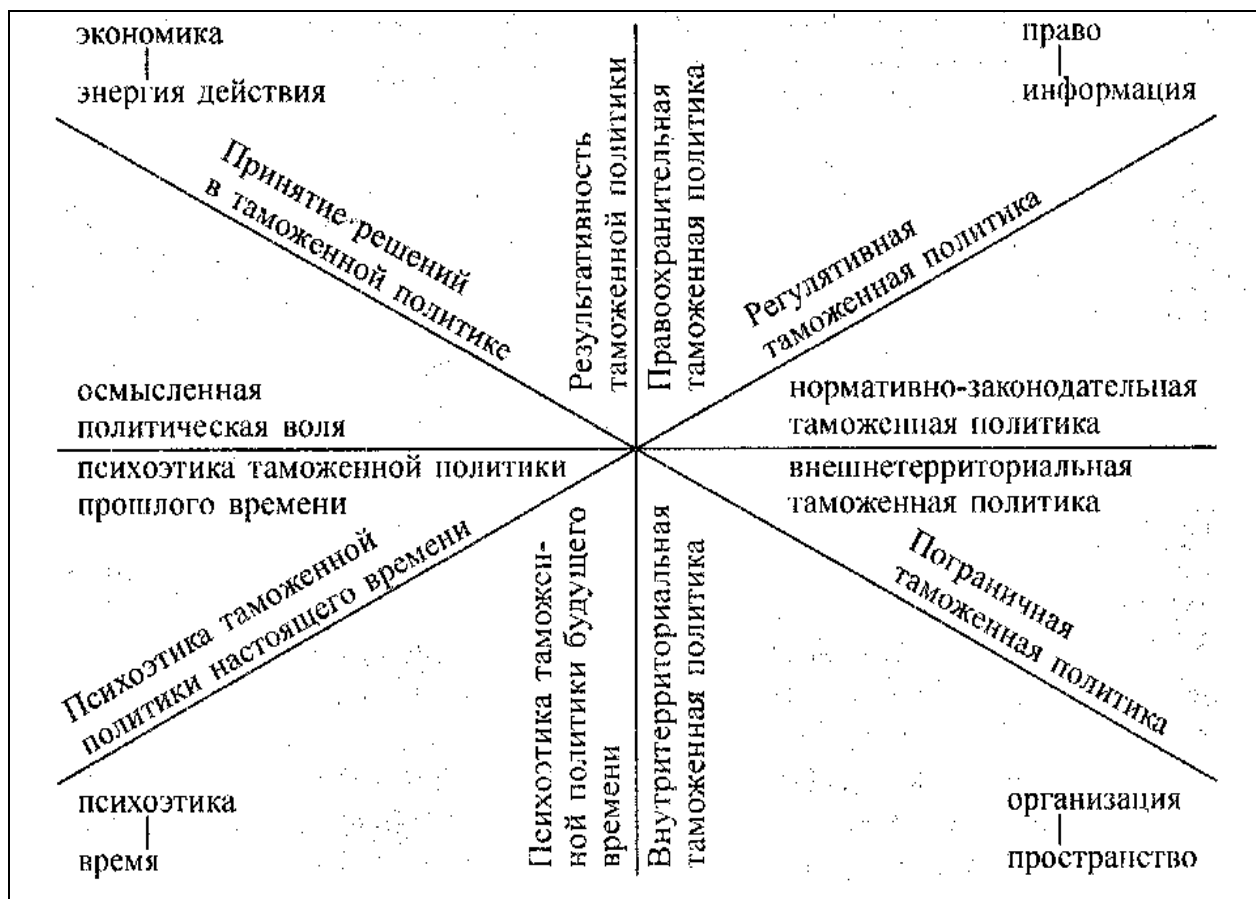 экономика
энергия действия
право
информация
Принятие решений
в таможенной политике
Результативность
таможенной политики
Правоохранительная
таможенная политика
Регулятивная
таможенная политика
осмысленная
политическая воля
нормативно-законодательная
таможенная политика
психоэтика таможенной политики
прошлого времени
внешнетерриториальная
таможенная политика
Психоэтика таможенной
политики настоящего времени
Психоэтика таможен-
ной политики будущего
времени
Внутритерриториальная
таможенная политика
Пограничная
таможенная политика
психоэтика
время
организация
пространство